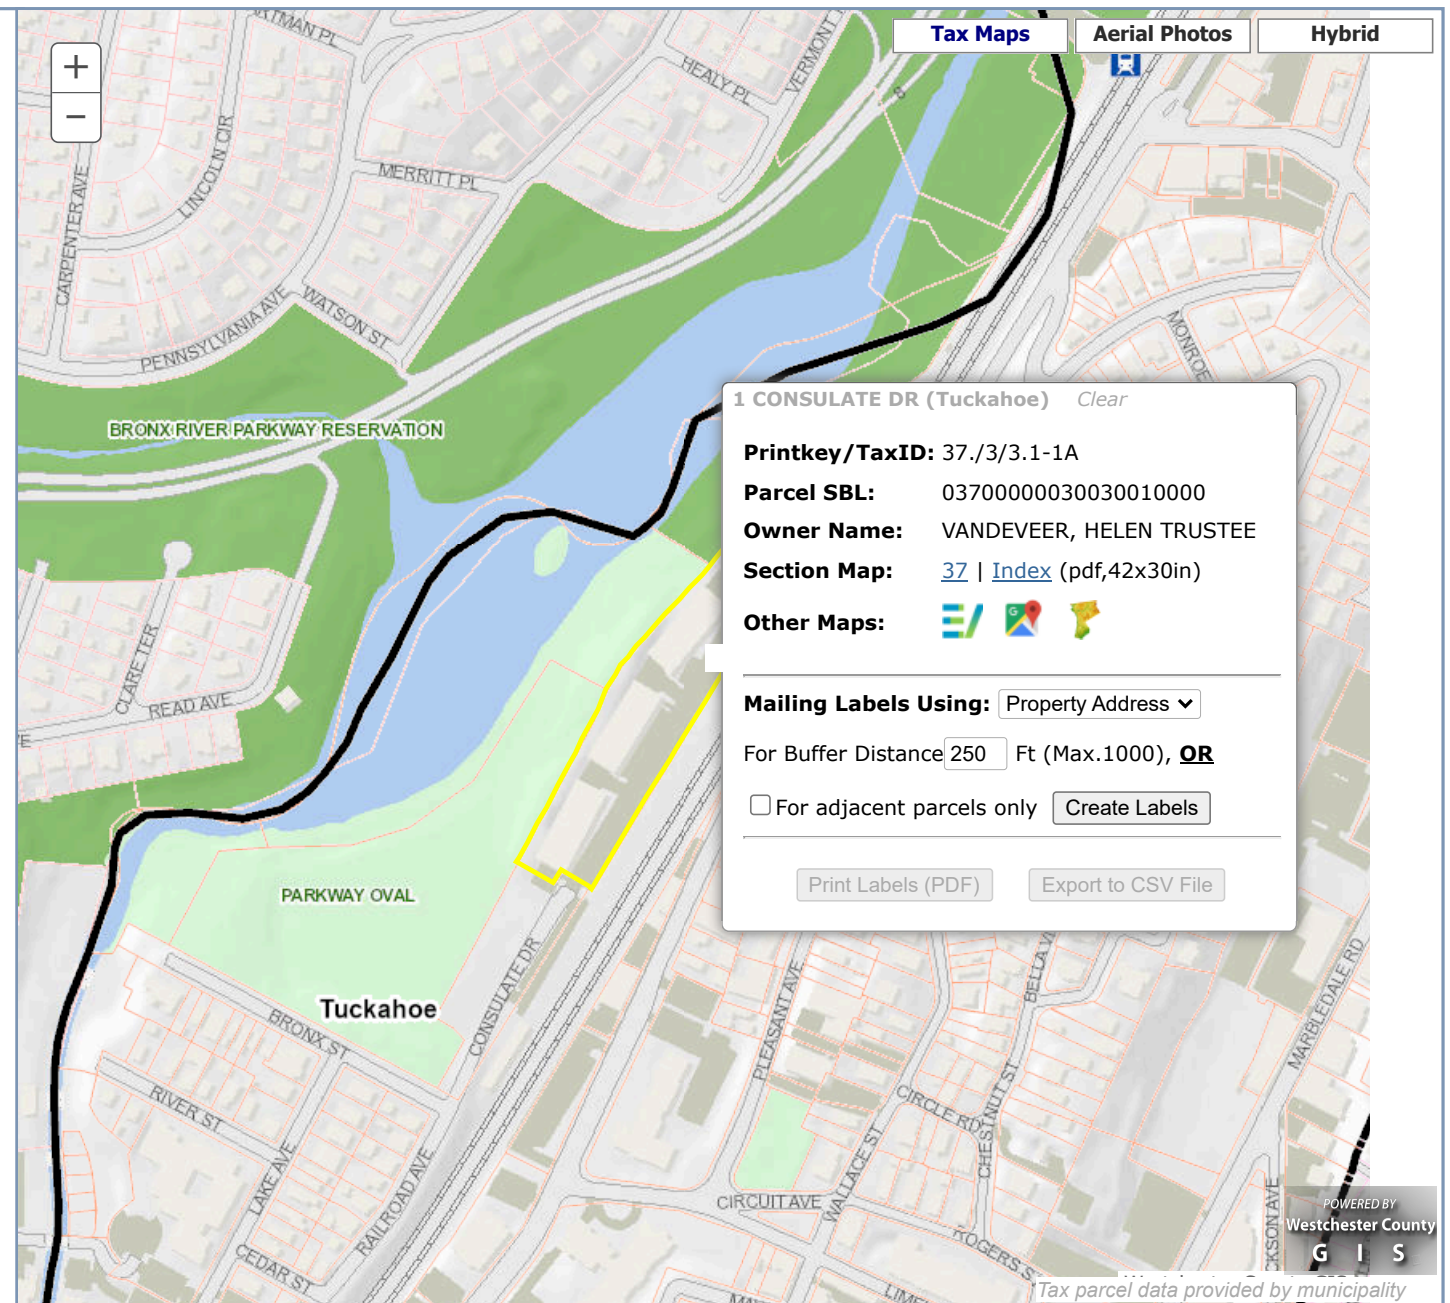 Tax Maps
Aerial Photos
Hybrid
+
−
HEALY PL
VERMONT
LINCOLN CIR
MERRITT PL
CARPENTER AVE
WATSON ST
PENNSYLVANIA AVE
MONROE
BRONX RIVER PARKWAY RESERVATION
1 CONSULATE DR (Tuckahoe) Clear
Printkey/TaxID: 37./3/3.1-1A
Parcel SBL: 03700000030030010000
Owner Name: VANDEVEER, HELEN TRUSTEE
Section Map: 37 | Index (pdf,42x30in)
Other Maps:
Mailing Labels Using: Property Address
For Buffer Distance 250 Ft (Max.1000), OR
For adjacent parcels only Create Labels
Print Labels (PDF) Export to CSV File
CLARE TER
READ AVE
PARKWAY OVAL
Tuckahoe
CONSULATE DR
BRONX ST
RIVER ST
LAKE AVE
RAILROAD AVE
CEDAR ST
PLEASANT AVE
BELLA VI
MARBLEDALE RD
CIRCLE RD
CHESTNUT ST
WALLACE ST
CIRCUIT AVE
ROGERS S
CKSON AVE
LIME
POWERED BY
Westchester County
G I S
Tax parcel data provided by municipality